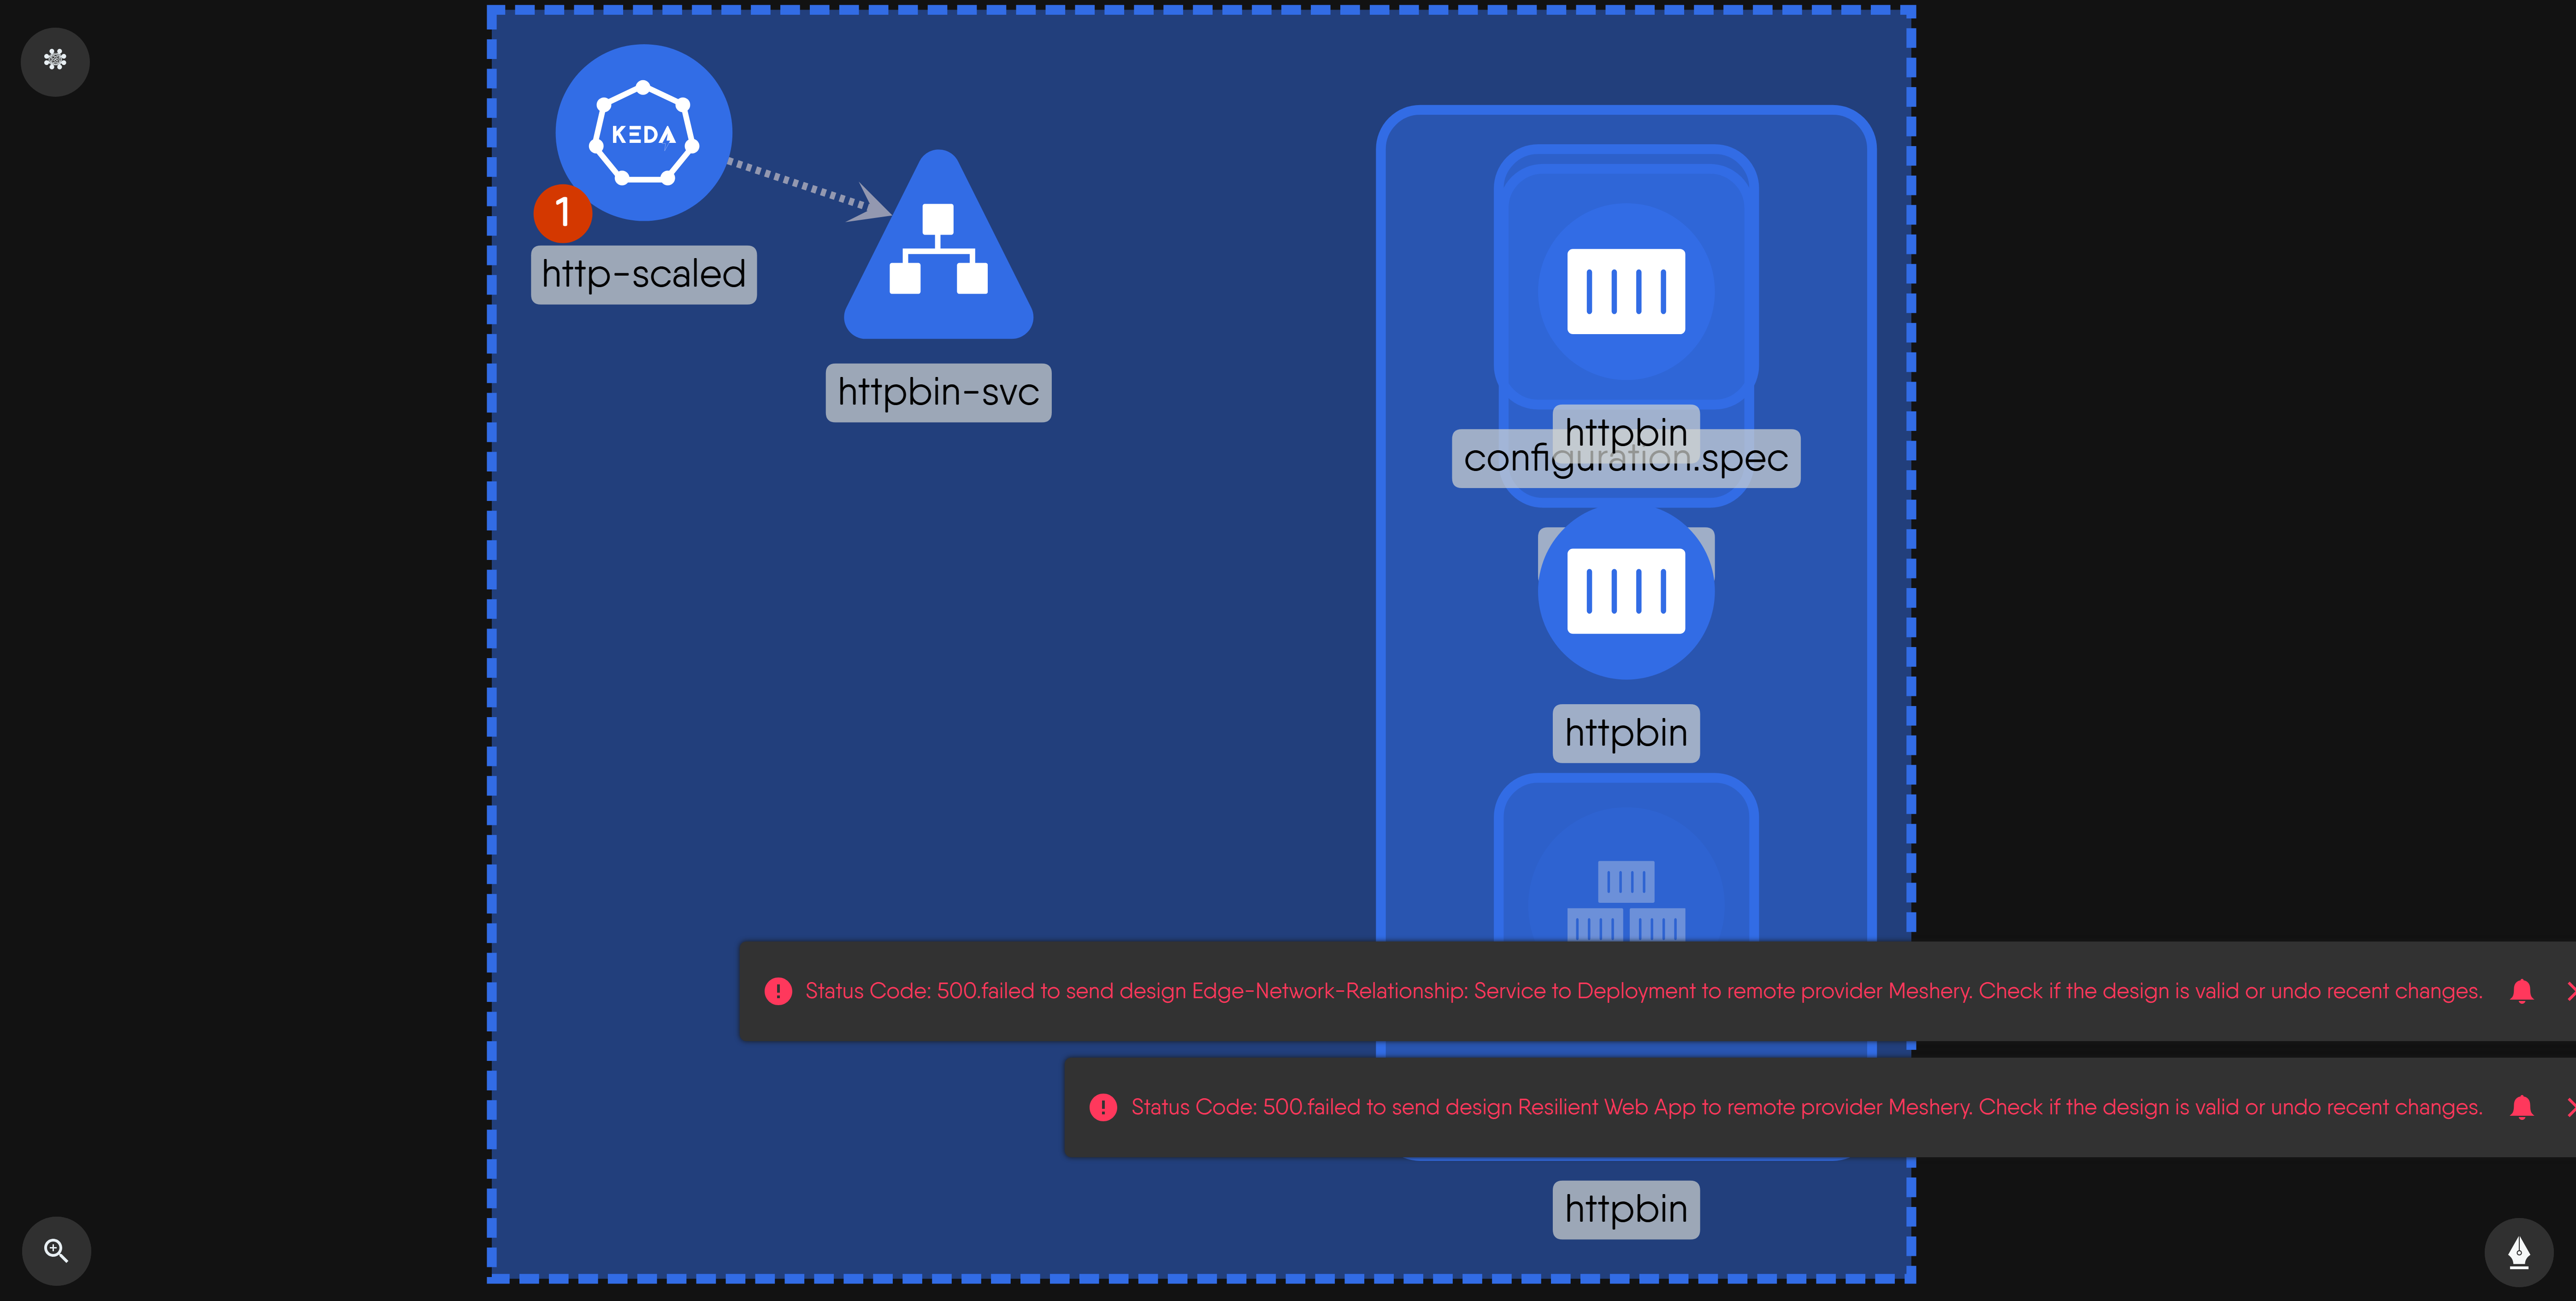 KEDA
1
http-scaled
httpbin-svc
httpbin
configuration.spec
httpbin
Status Code: 500.failed to send design Edge-Network-Relationship: Service to Deployment to remote provider Meshery. Check if the design is valid or undo recent changes.
Status Code: 500.failed to send design Resilient Web App to remote provider Meshery. Check if the design is valid or undo recent changes.
httpbin